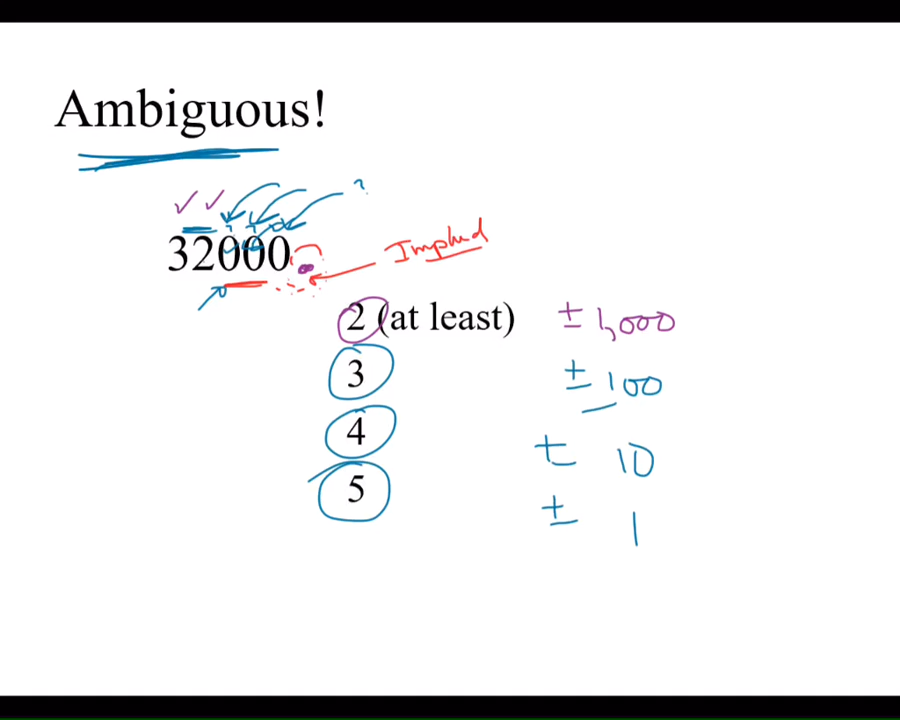 Ambiguous!
?
32000.
Implied
2 (at least) ± 1,000
3 ± 100
4 ± 10
5 ± 1